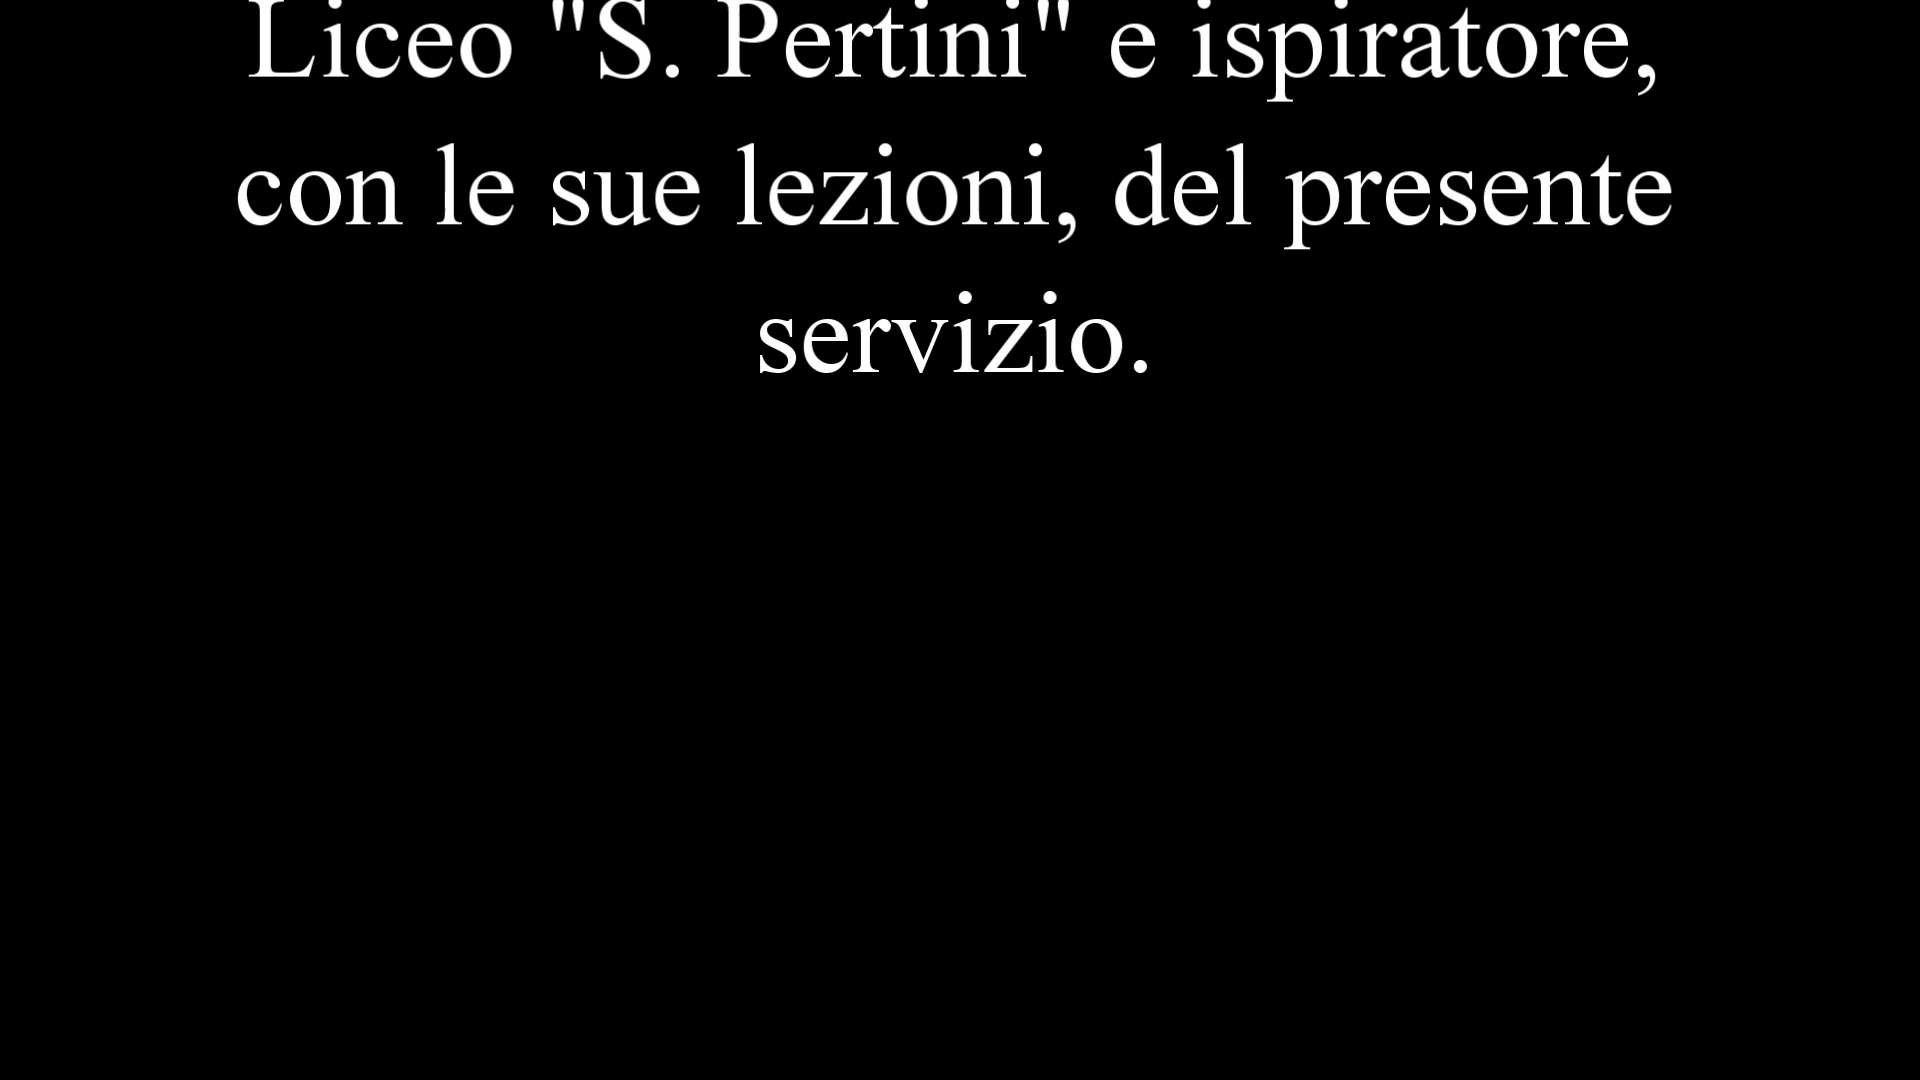 Liceo "S. Pertini" e ispiratore,
con le sue lezioni, del presente
servizio.